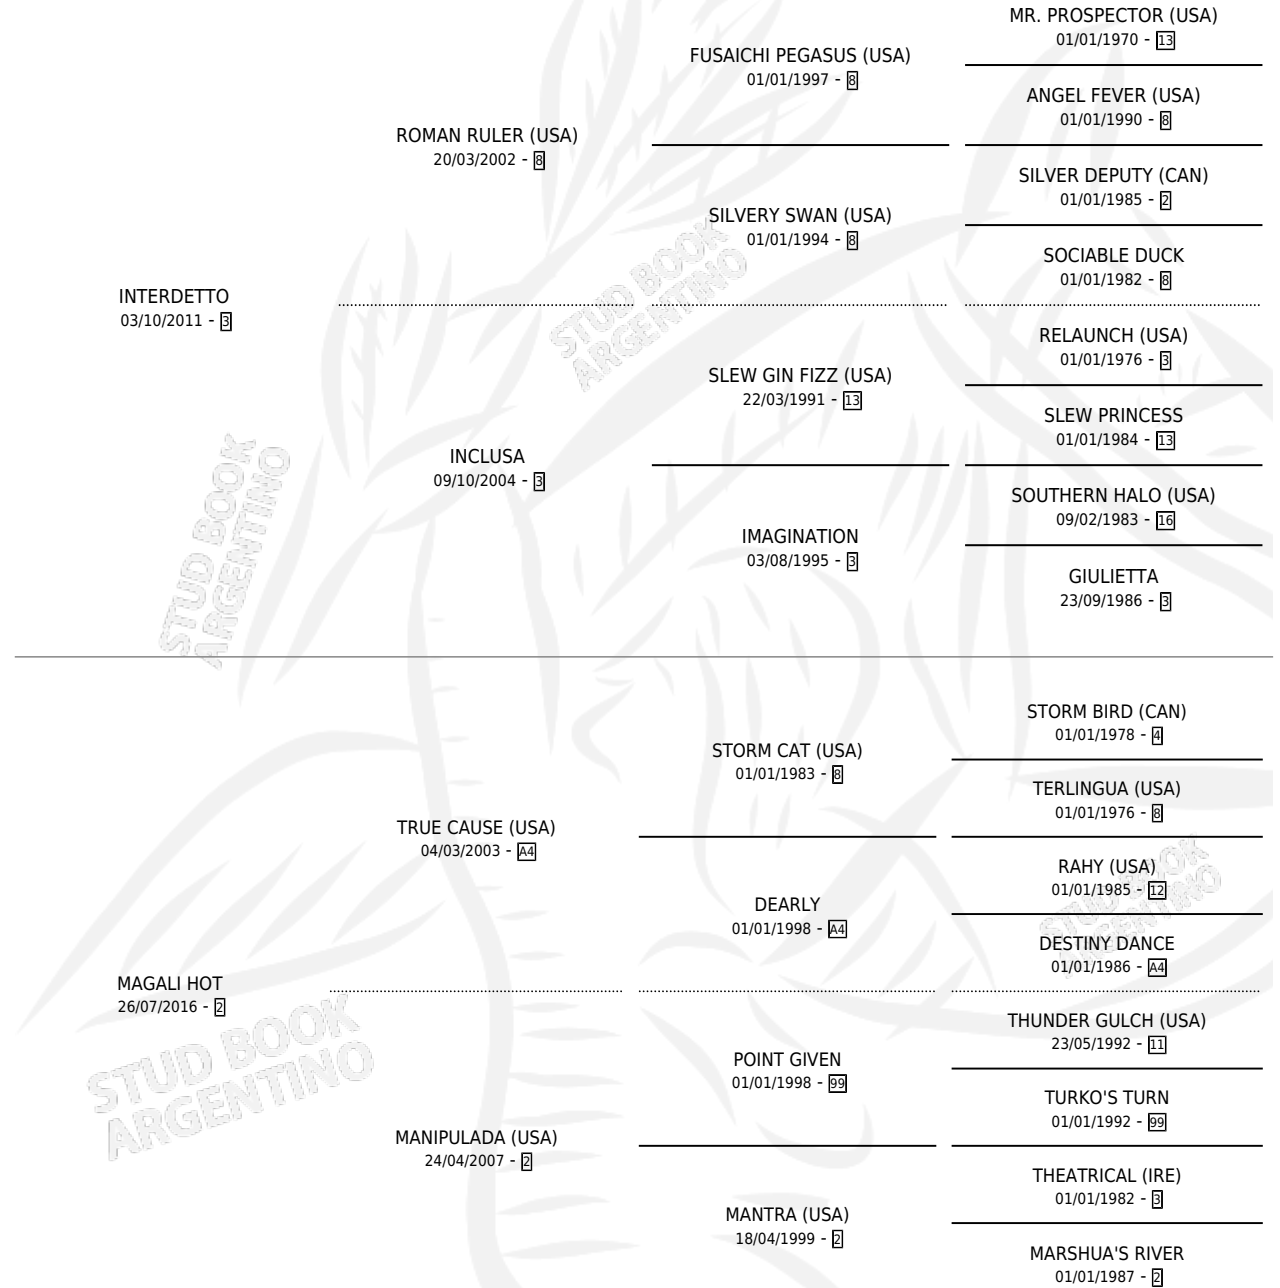 INTERDETTO
03/10/2011 - 3
ROMAN RULER (USA)
20/03/2002 - 8
INCLUSA
09/10/2004 - 3
FUSAICHI PEGASUS (USA)
01/01/1997 - 8
SILVERY SWAN (USA)
01/01/1994 - 8
SLEW GIN FIZZ (USA)
22/03/1991 - 13
IMAGINATION
03/08/1995 - 3
MR. PROSPECTOR (USA)
01/01/1970 - 13
ANGEL FEVER (USA)
01/01/1990 - 8
SILVER DEPUTY (CAN)
01/01/1985 - 2
SOCIABLE DUCK
01/01/1982 - 8
RELAUNCH (USA)
01/01/1976 - 3
SLEW PRINCESS
01/01/1984 - 13
SOUTHERN HALO (USA)
09/02/1983 - 16
GIULIETTA
23/09/1986 - 3
MAGALI HOT
26/07/2016 - 2
TRUE CAUSE (USA)
04/03/2003 - A4
MANIPULADA (USA)
24/04/2007 - 2
STORM CAT (USA)
01/01/1983 - 8
DEARLY
01/01/1998 - A4
POINT GIVEN
01/01/1998 - 99
MANTRA (USA)
18/04/1999 - 2
STORM BIRD (CAN)
01/01/1978 - 4
TERLINGUA (USA)
01/01/1976 - 8
RAHY (USA)
01/01/1985 - 12
DESTINY DANCE
01/01/1986 - A4
THUNDER GULCH (USA)
23/05/1992 - 11
TURKO'S TURN
01/01/1992 - 99
THEATRICAL (IRE)
01/01/1982 - 3
MARSHUA'S RIVER
01/01/1987 - 2
STUD BOOK
ARGENTINO
STUD BOOK
ARGENTINO
STUD BOOK
ARGENTINO
STUD BOOK
ARGENTINO